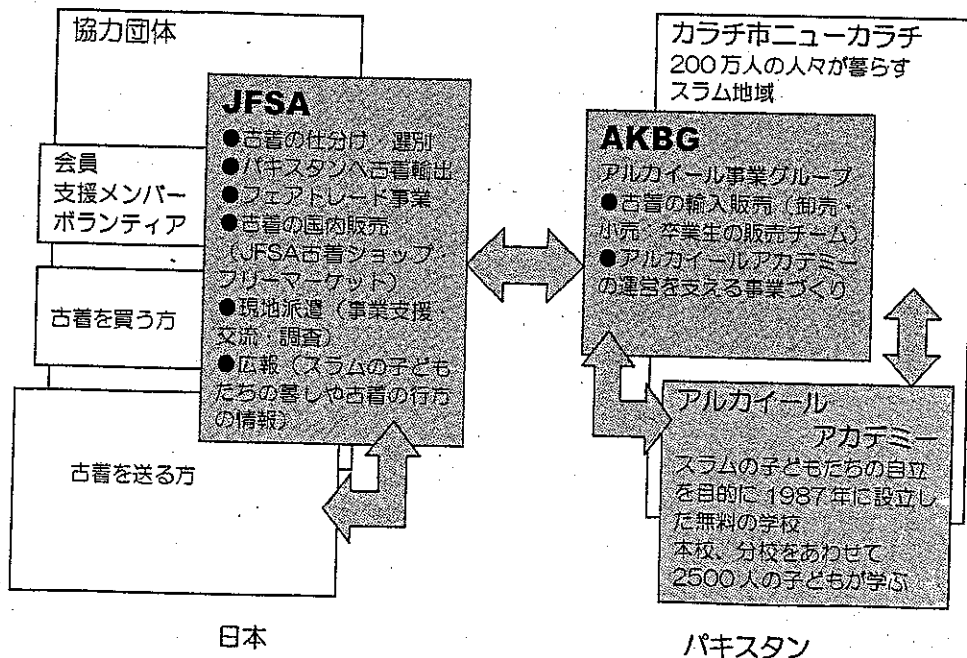 協力団体
会員
支援メンバー
ボランティア
古着を買う方
古着を送る方
JFSA
●古着の仕分け・選別
●パキスタンへ古着輸出
●フェアトレード事業
●古着の国内販売
(JFSA古着ショップ・
フリーマーケット)
●現地派遣(事業支援・
交流・調査)
●広報(スラムの子ども
たちの暮しや古着の行方
の情報)
日本
カラチ市ニューカラチ
200万人の人々が暮らす
スラム地域
AKBG
アルカイール事業グループ
●古着の輸入販売(卸売・
小売 卒業生の販売チーム)
●アルカイールアカデミー
の運営を支える事業づくり
アルカイール
アカデミー
スラムの子どもたちの自立
を目的に1987年に設立し
た無料の学校
本校、分校をあわせて
2500人の子どもが学ぶ
パキスタン